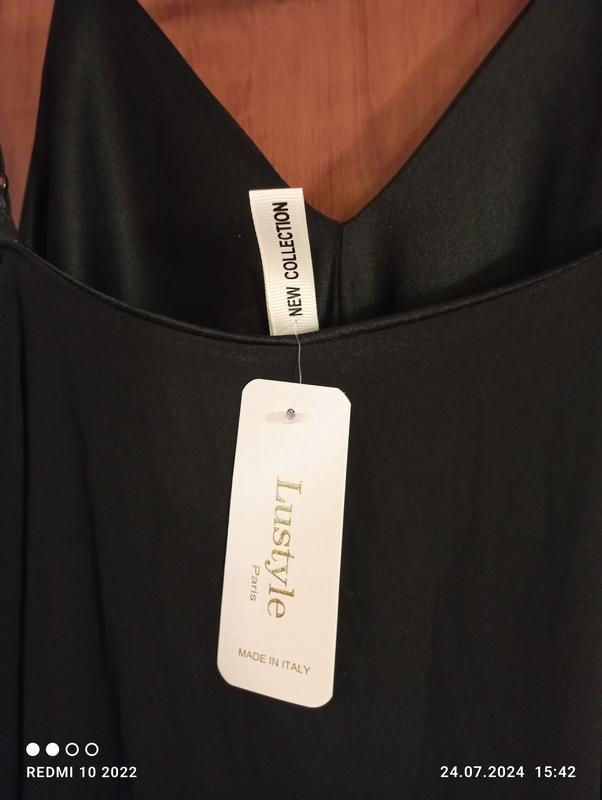 NEW COLLECTION
Lustyle
Paris
MADE IN ITALY
REDMI 10 2022
24.07.2024 15:42